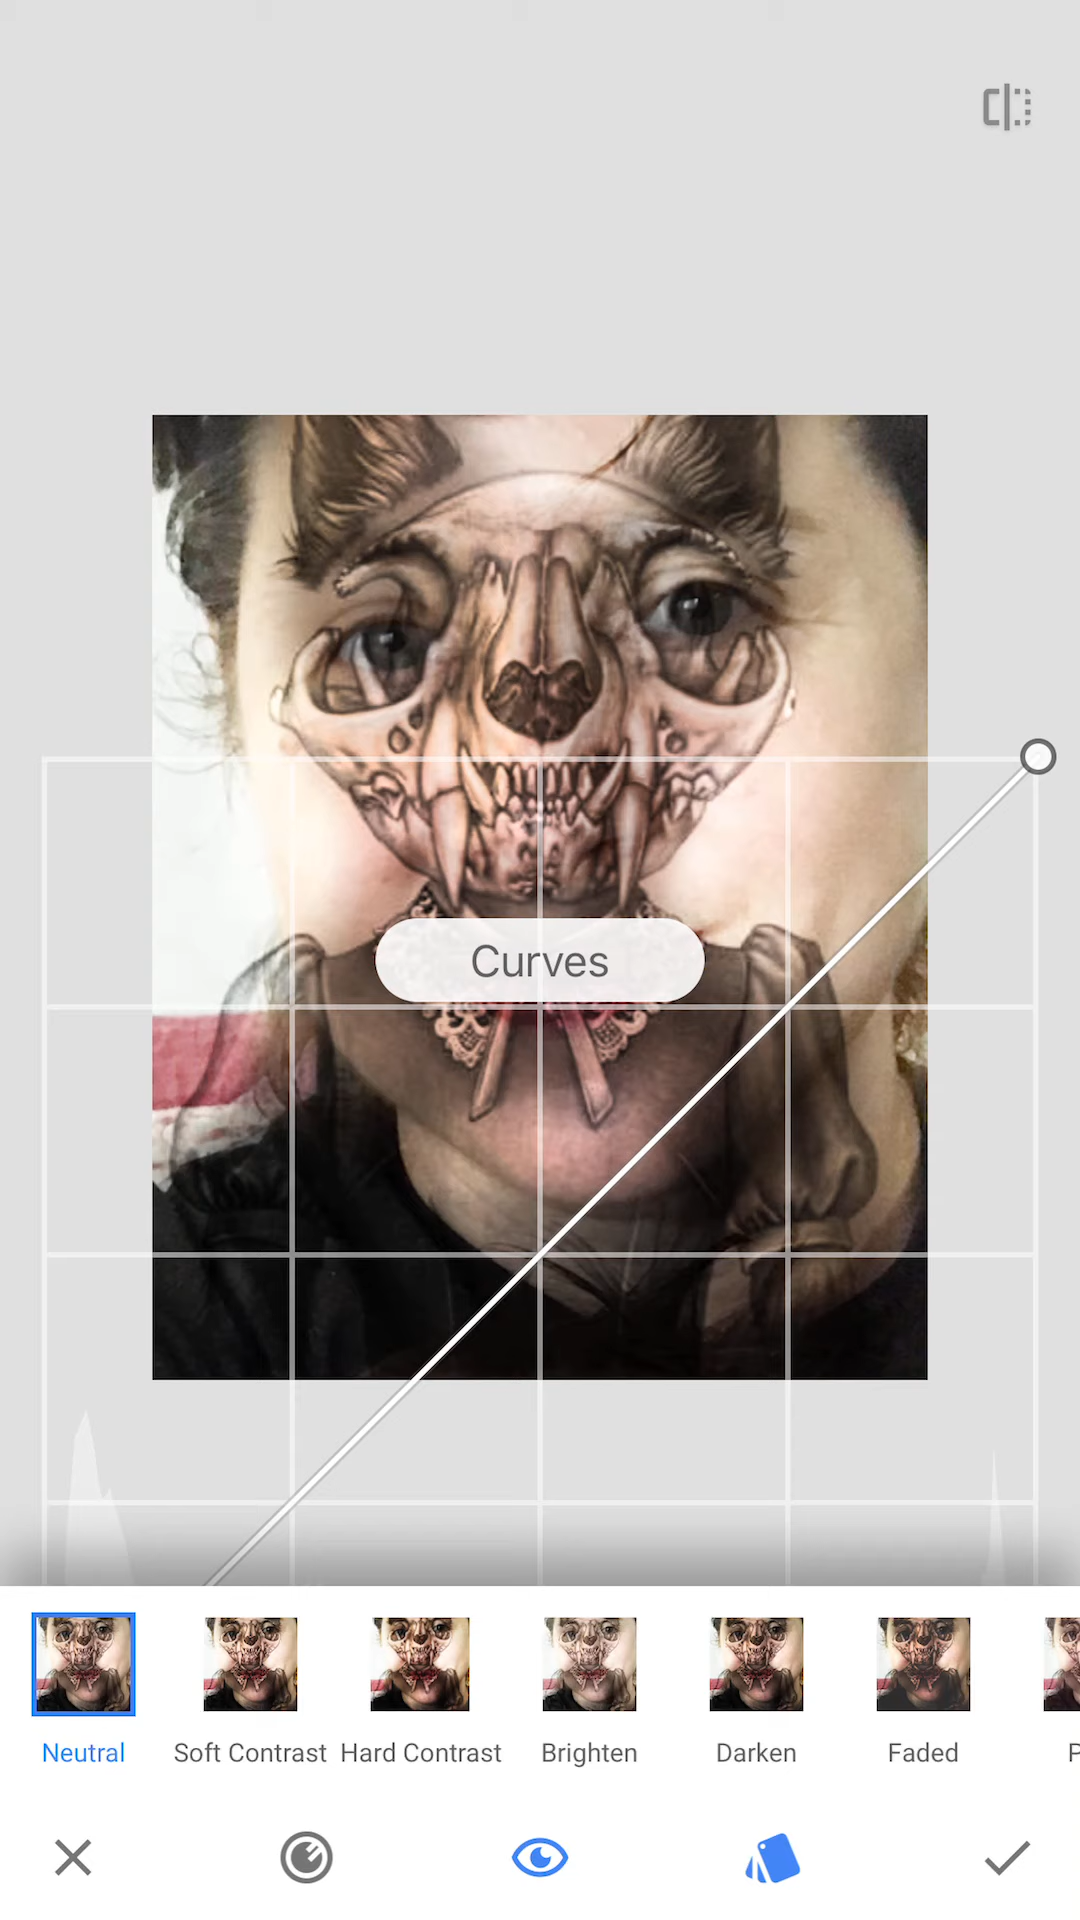 Curves
Neutral
Soft Contrast
Hard Contrast
Brighten
Darken
Faded
P